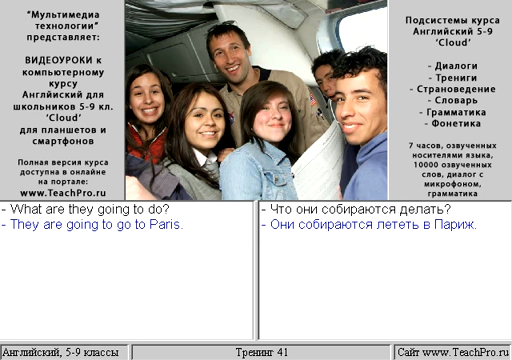 "Мультимедиа
технологии"
представляет:
ВИДЕОУРОКИ к
компьютерному
курсу
Английский для
школьников 5-9 кл.
'Cloud'
для планшетов и
смартфонов
Полная версия курса
доступна в онлайне
на портале:
www.TeachPro.ru
Подсистемы курса
Английский 5-9
'Cloud'
- Диалоги
- Тренинги
- Страноведение
- Словарь
- Грамматика
- Фонетика
7 часов, озвученных
носителями языка,
10000 озвученных
слов, диалог с
микрофоном,
грамматика
- What are they going to do?
- They are going to go to Paris.
- Что они собираются делать?
- Они собираются лететь в Париж.
Английский, 5-9 классы
Тренинг 41
Сайт www.TeachPro.ru